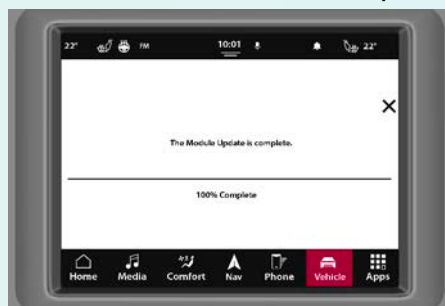 22° FM 10:01 22°
The Module Update is complete.
100% Complete
Home Media Comfort Nav Phone Vehicle Apps